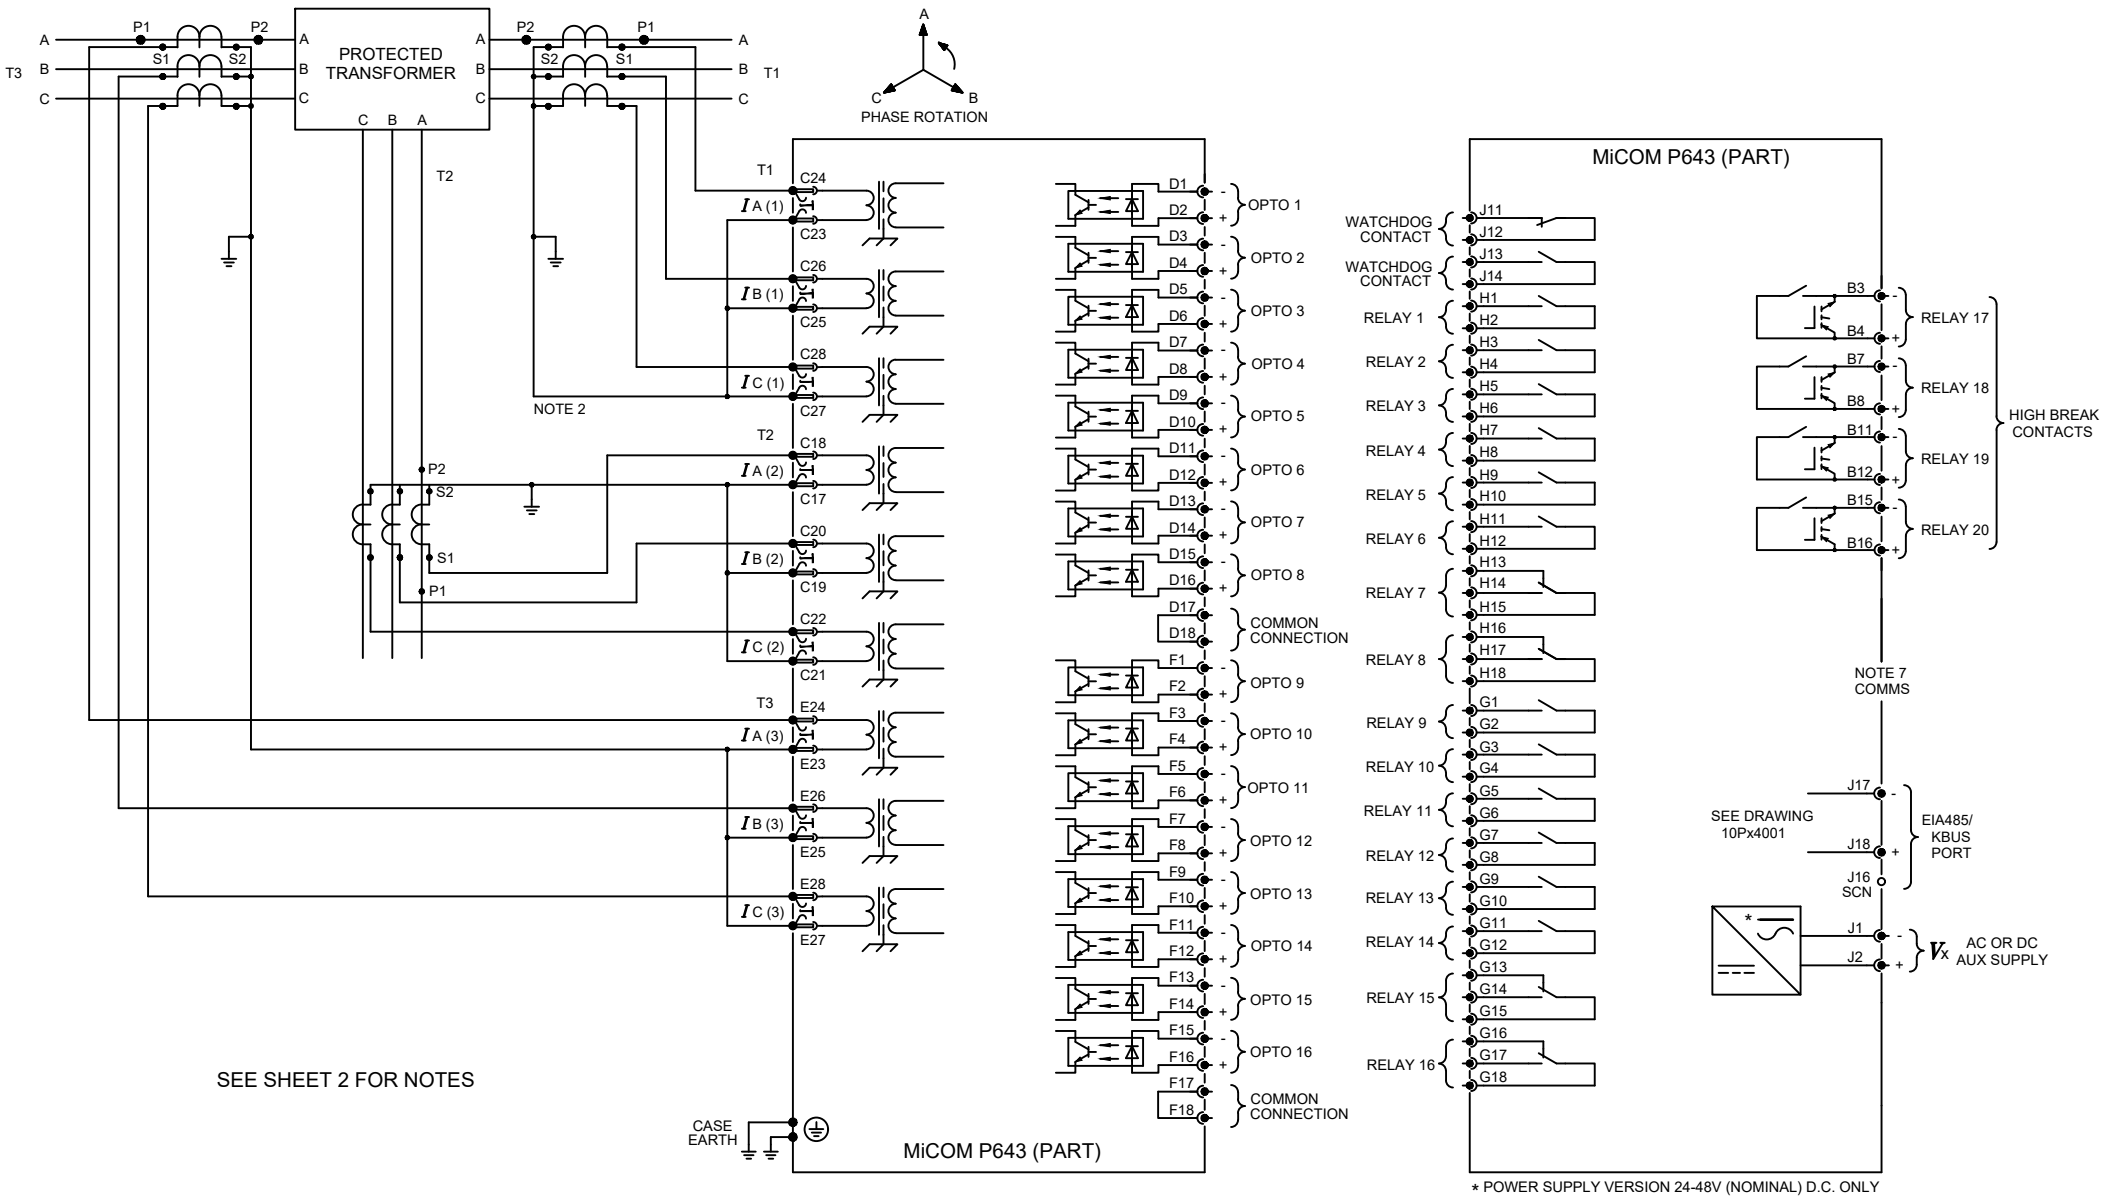 P1
P2
P2
P1
A
A
A
A
S1
S2
S2
S1
PROTECTED
TRANSFORMER
T3
B
B
B
B
T1
C
C
C
C
C
B
A
T2
A
C
B
PHASE ROTATION
T1
C24
I A (1)
C23
C26
I B (1)
C25
C28
I C (1)
C27
NOTE 2
T2
C18
I A (2)
C17
P2
S2
S1
P1
C20
I B (2)
C19
C22
I C (2)
C21
T3
E24
I A (3)
E23
E26
I B (3)
E25
E28
I C (3)
E27
SEE SHEET 2 FOR NOTES
CASE
EARTH
MiCOM P643 (PART)
D1 -
D2 +
OPTO 1
D3 -
D4 +
OPTO 2
D5 -
D6 +
OPTO 3
D7 -
D8 +
OPTO 4
D9 -
D10 +
OPTO 5
D11 -
D12 +
OPTO 6
D13 -
D14 +
OPTO 7
D15 -
D16 +
OPTO 8
D17
D18
COMMON
CONNECTION
F1 -
F2 +
OPTO 9
F3 -
F4 +
OPTO 10
F5 -
F6 +
OPTO 11
F7 -
F8 +
OPTO 12
F9 -
F10 +
OPTO 13
F11 -
F12 +
OPTO 14
F13 -
F14 +
OPTO 15
F15 -
F16 +
OPTO 16
F17
F18
COMMON
CONNECTION
MiCOM P643 (PART)
WATCHDOG
CONTACT
J11
J12
WATCHDOG
CONTACT
J13
J14
RELAY 1
H1
H2
RELAY 2
H3
H4
RELAY 3
H5
H6
RELAY 4
H7
H8
RELAY 5
H9
H10
RELAY 6
H11
H12
RELAY 7
H13
H14
H15
RELAY 8
H16
H17
H18
RELAY 9
G1
G2
RELAY 10
G3
G4
RELAY 11
G5
G6
RELAY 12
G7
G8
RELAY 13
G9
G10
RELAY 14
G11
G12
RELAY 15
G13
G14
G15
RELAY 16
G16
G17
G18
B3 -
B4 +
RELAY 17
B7 -
B8 +
RELAY 18
B11 -
B12 +
RELAY 19
B15 -
B16 +
RELAY 20
HIGH BREAK
CONTACTS
NOTE 7
COMMS
SEE DRAWING
10Px4001
J17 -
J18 +
J16
SCN
EIA485/
KBUS
PORT
*
J1 -
J2 +
Vx
AC OR DC
AUX SUPPLY
* POWER SUPPLY VERSION 24-48V (NOMINAL) D.C. ONLY